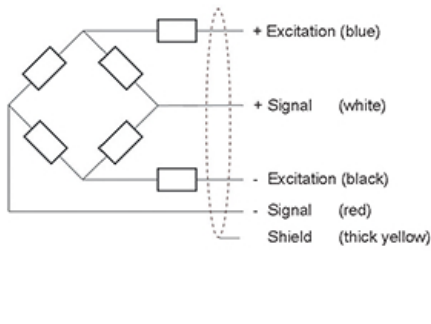 + Excitation (blue)
+ Signal (white)
- Excitation (black)
- Signal (red)
Shield (thick yellow)